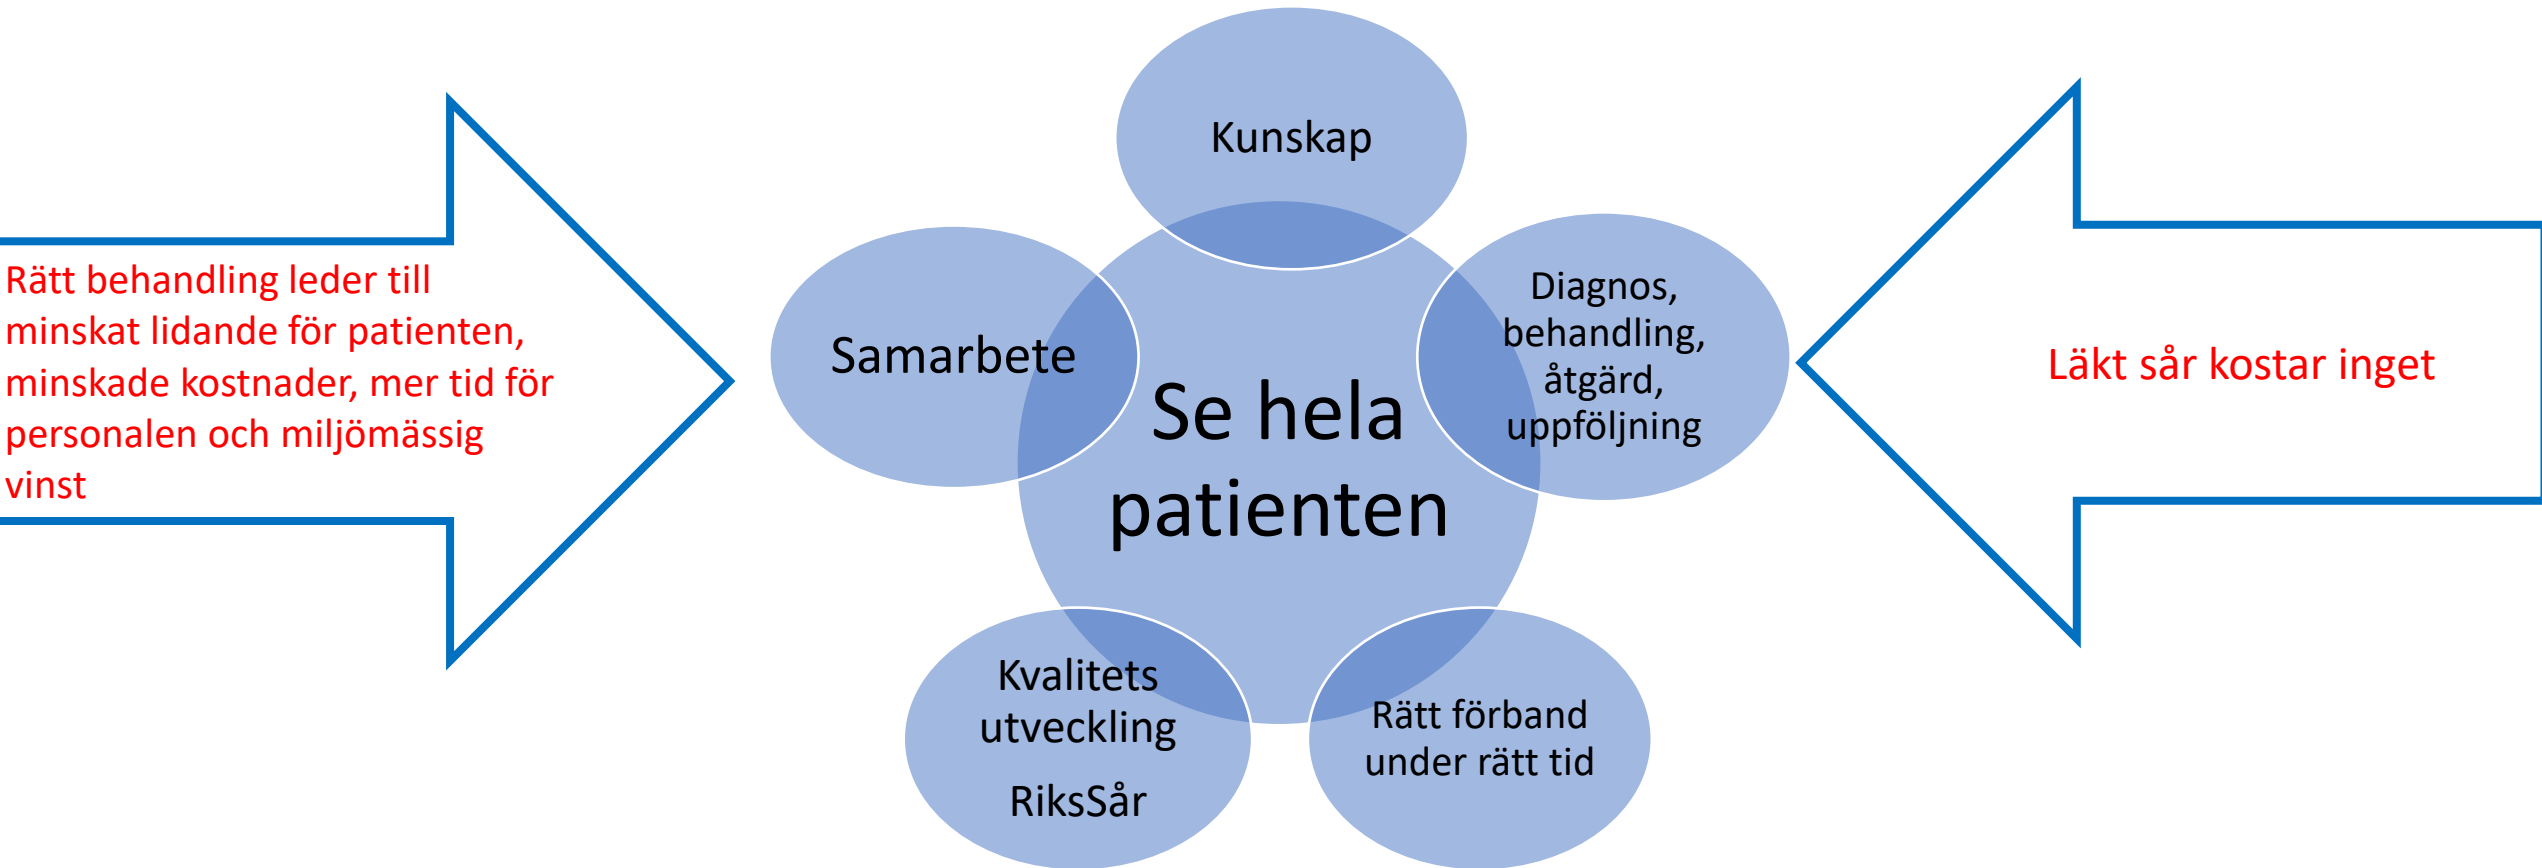 Rätt behandling leder till
minskat lidande för patienten,
minskade kostnader, mer tid för
personalen och miljömässig
vinst
Kunskap
Samarbete
Diagnos,
behandling,
åtgärd,
uppföljning
Se hela
patienten
Kvalitets
utveckling
RiksSår
Rätt förband
under rätt tid
Läkt sår kostar inget